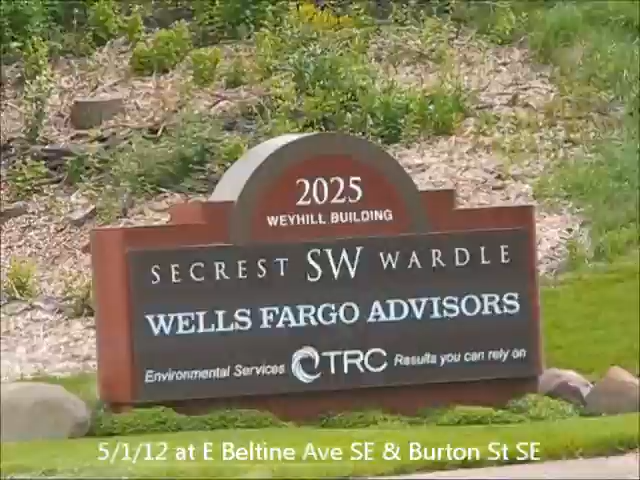 2025
WEYHILL BUILDING
SECREST SW WARDLE
WELLS FARGO ADVISORS
Environmental Services TRC Results you can rely on
5/1/12 at E Beltine Ave SE & Burton St SE